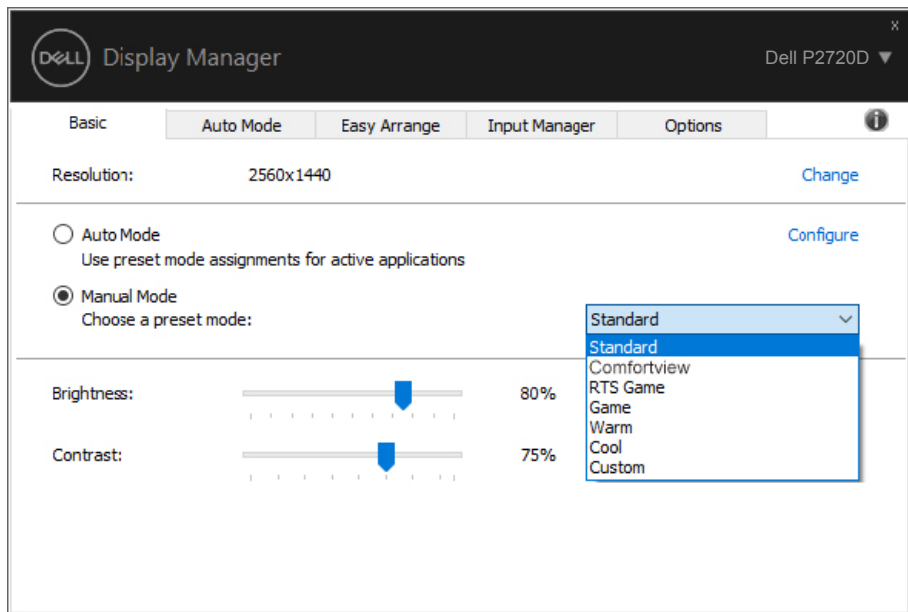 x
DELL Display Manager Dell P2720D ▼
Basic Auto Mode Easy Arrange Input Manager Options i
Resolution: 2560x1440 Change
Auto Mode Configure
Use preset mode assignments for active applications
Manual Mode
Choose a preset mode: Standard
Standard
Comfortview
RTS Game
Game
Warm
Cool
Custom
Brightness: 80%
Contrast: 75%